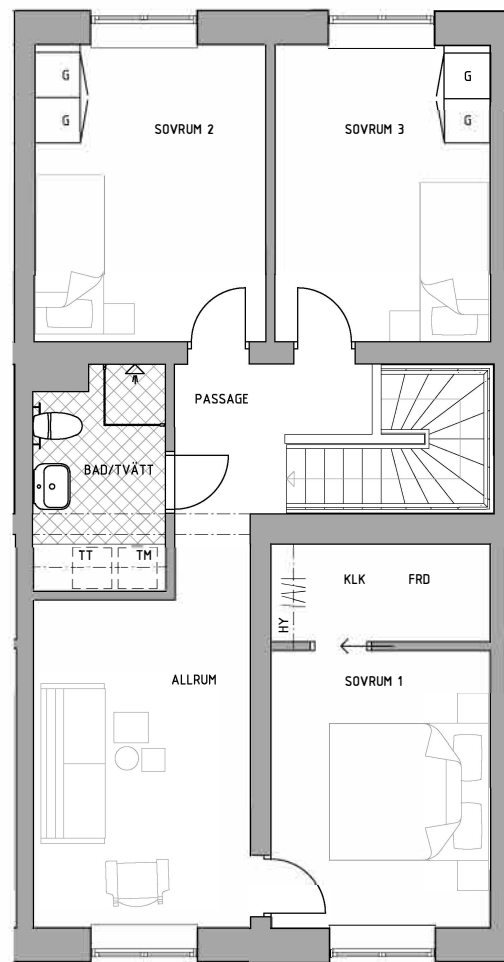 G
G
G
G
SOVRUM 2
SOVRUM 3
PASSAGE
BAD/TVÄTT
TT
TM
KLK
FRD
HY
ALLRUM
SOVRUM 1